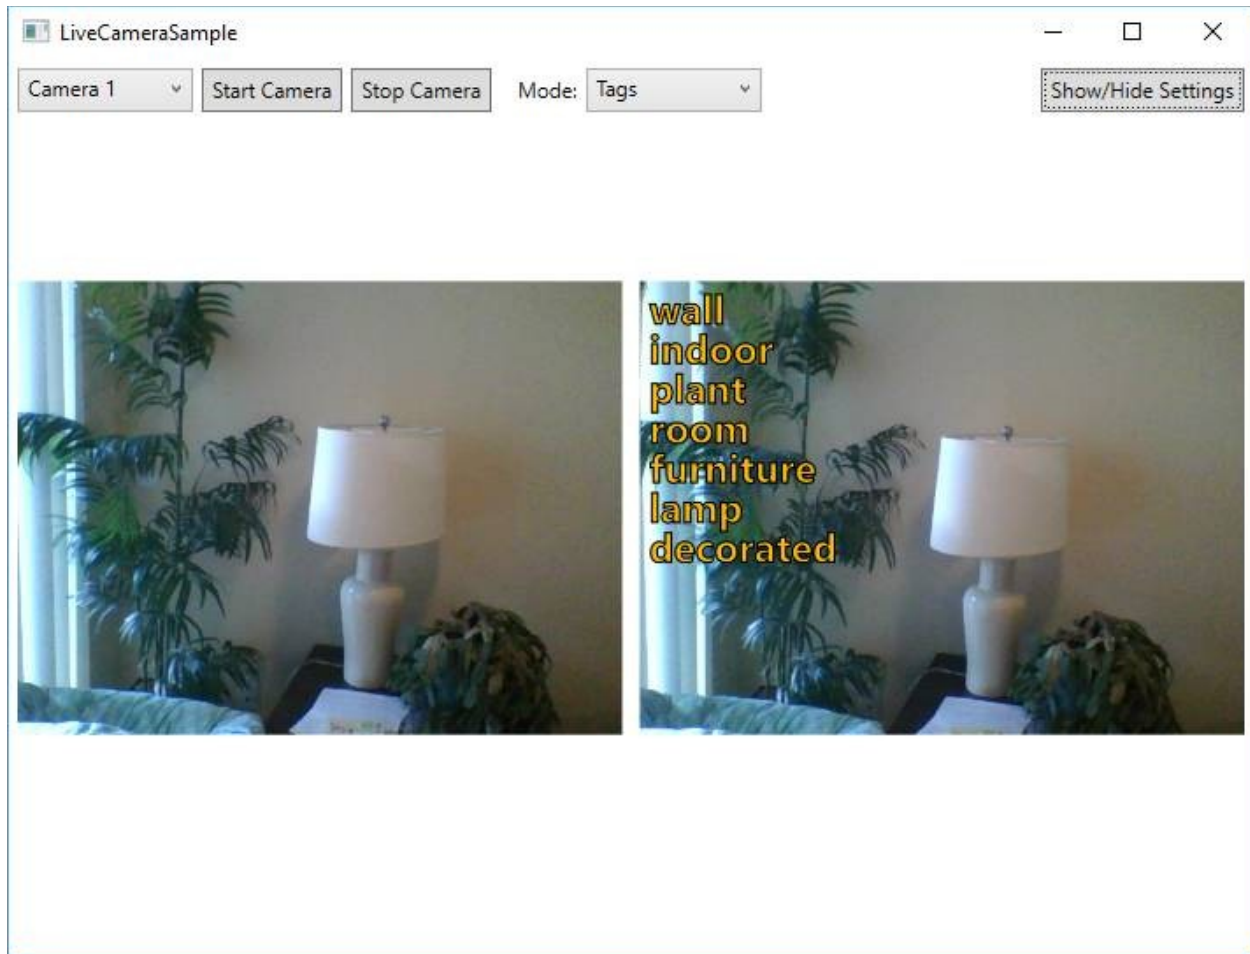 LiveCameraSample
Camera 1 Start Camera Stop Camera Mode: Tags Show/Hide Settings
wall
indoor
plant
room
furniture
lamp
decorated